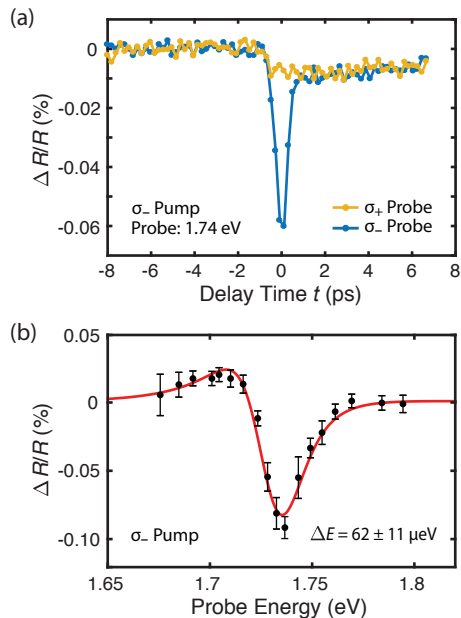 (a)
0
-0.02
-0.04
-0.06
Δ R/R (%)
σ₋ Pump
Probe: 1.74 eV
σ₊ Probe
σ₋ Probe
-8 -6 -4 -2 0 2 4 6 8
Delay Time t (ps)
(b)
0.05
0
-0.05
-0.10
Δ R/R (%)
σ₋ Pump
ΔE = 62 ± 11 μeV
1.65 1.7 1.75 1.8
Probe Energy (eV)